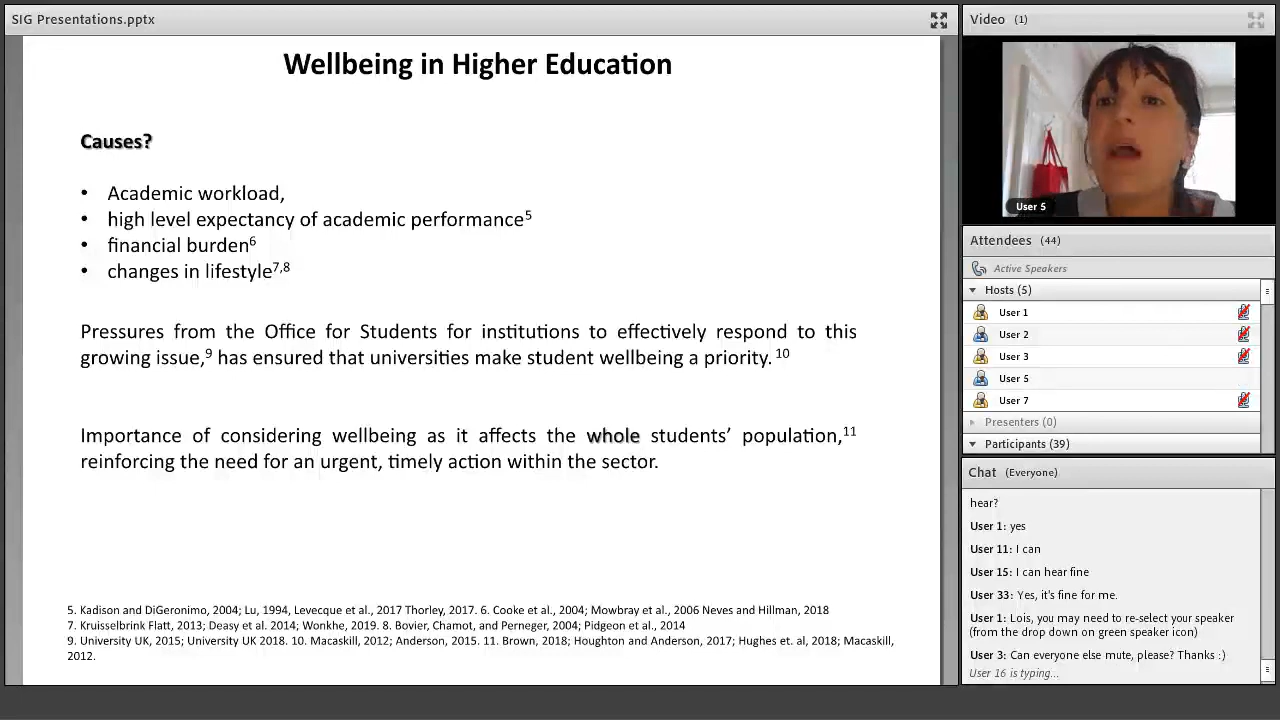 SIG Presentations.pptx
Wellbeing in Higher Education
Causes?
• Academic workload,
• high level expectancy of academic performance5
• financial burden6
• changes in lifestyle7,8
Pressures from the Office for Students for institutions to effectively respond to this
growing issue,9 has ensured that universities make student wellbeing a priority. 10
Importance of considering wellbeing as it affects the whole students’ population,11
reinforcing the need for an urgent, timely action within the sector.
5. Kadison and DiGeronimo, 2004; Lu, 1994, Levecque et al., 2017 Thorley, 2017. 6. Cooke et al., 2004; Mowbray et al., 2006 Neves and Hillman, 2018
7. Kruisselbrink Flatt, 2013; Deasy et al. 2014; Wonkhe, 2019. 8. Bovier, Chamot, and Perneger, 2004; Pidgeon et al., 2014
9. University UK, 2015; University UK 2018. 10. Macaskill, 2012; Anderson, 2015. 11. Brown, 2018; Houghton and Anderson, 2017; Hughes et. al, 2018; Macaskill,
2012.
Video (1)
User 5
Attendees (44)
Active Speakers
Hosts (5)
User 1
User 2
User 3
User 5
User 7
Presenters (0)
Participants (39)
Chat (Everyone)
hear?
User 1: yes
User 11: I can
User 15: I can hear fine
User 33: Yes, it's fine for me.
User 1: Lois, you may need to re-select your speaker
(from the drop down on green speaker icon)
User 3: Can everyone else mute, please? Thanks :)
User 16 is typing...